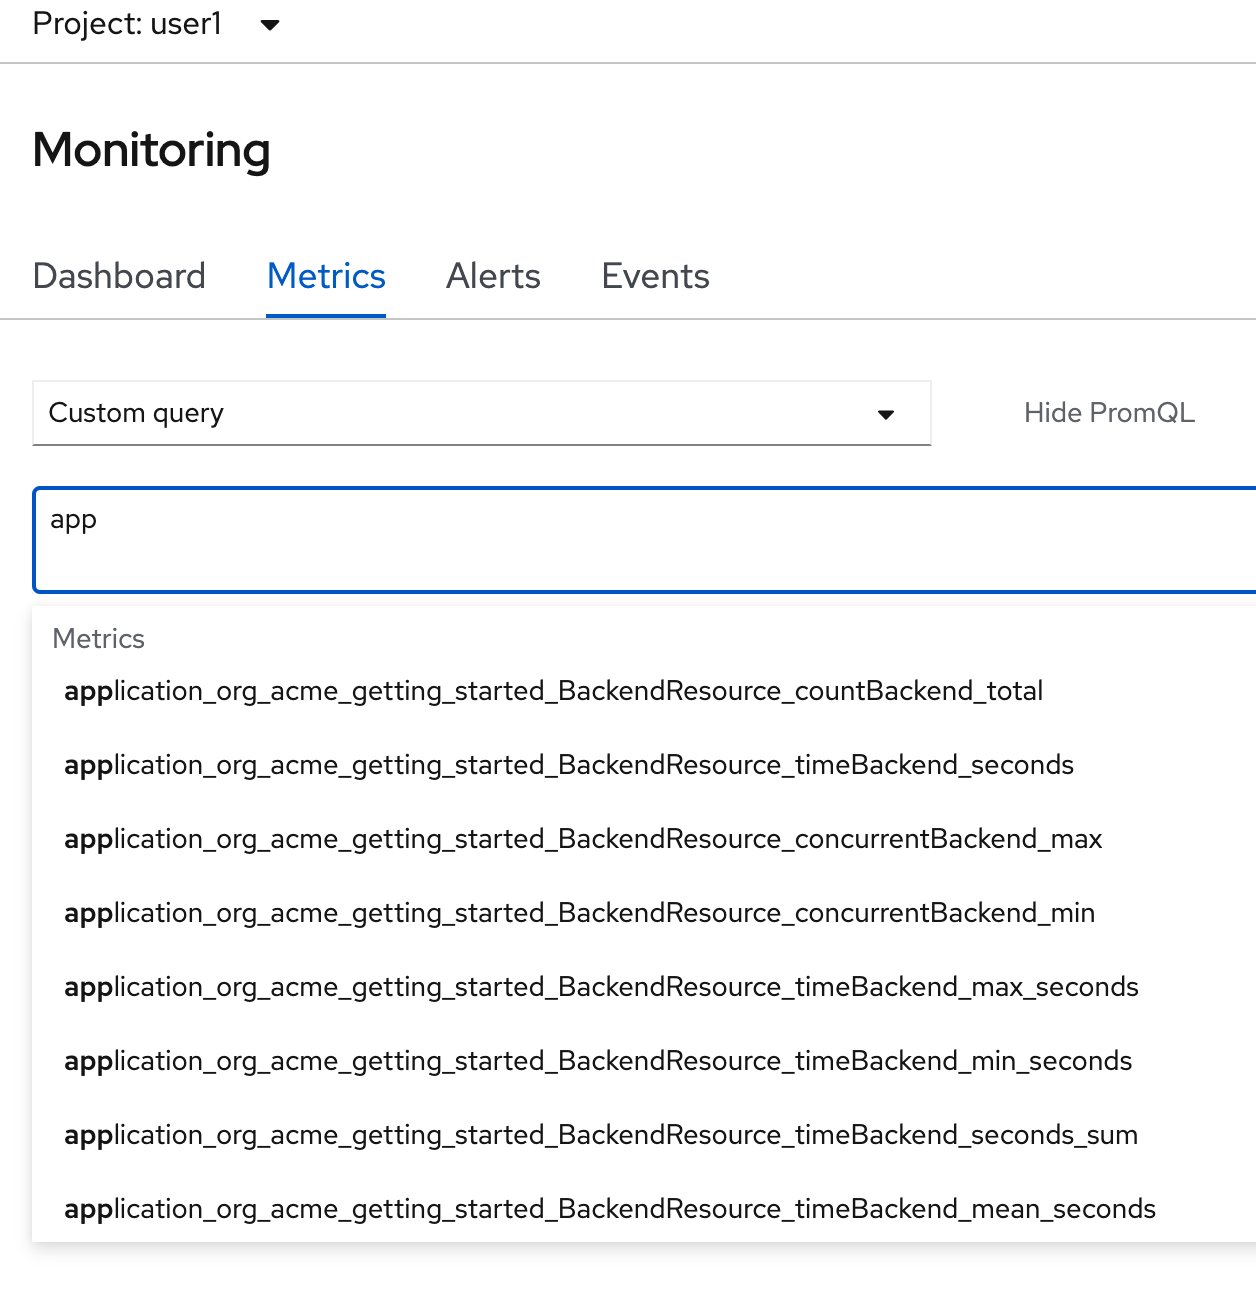 Project: user1
Monitoring
Dashboard Metrics Alerts Events
Custom query Hide PromQL
app
Metrics
application_org_acme_getting_started_BackendResource_countBackend_total
application_org_acme_getting_started_BackendResource_timeBackend_seconds
application_org_acme_getting_started_BackendResource_concurrentBackend_max
application_org_acme_getting_started_BackendResource_concurrentBackend_min
application_org_acme_getting_started_BackendResource_timeBackend_max_seconds
application_org_acme_getting_started_BackendResource_timeBackend_min_seconds
application_org_acme_getting_started_BackendResource_timeBackend_seconds_sum
application_org_acme_getting_started_BackendResource_timeBackend_mean_seconds